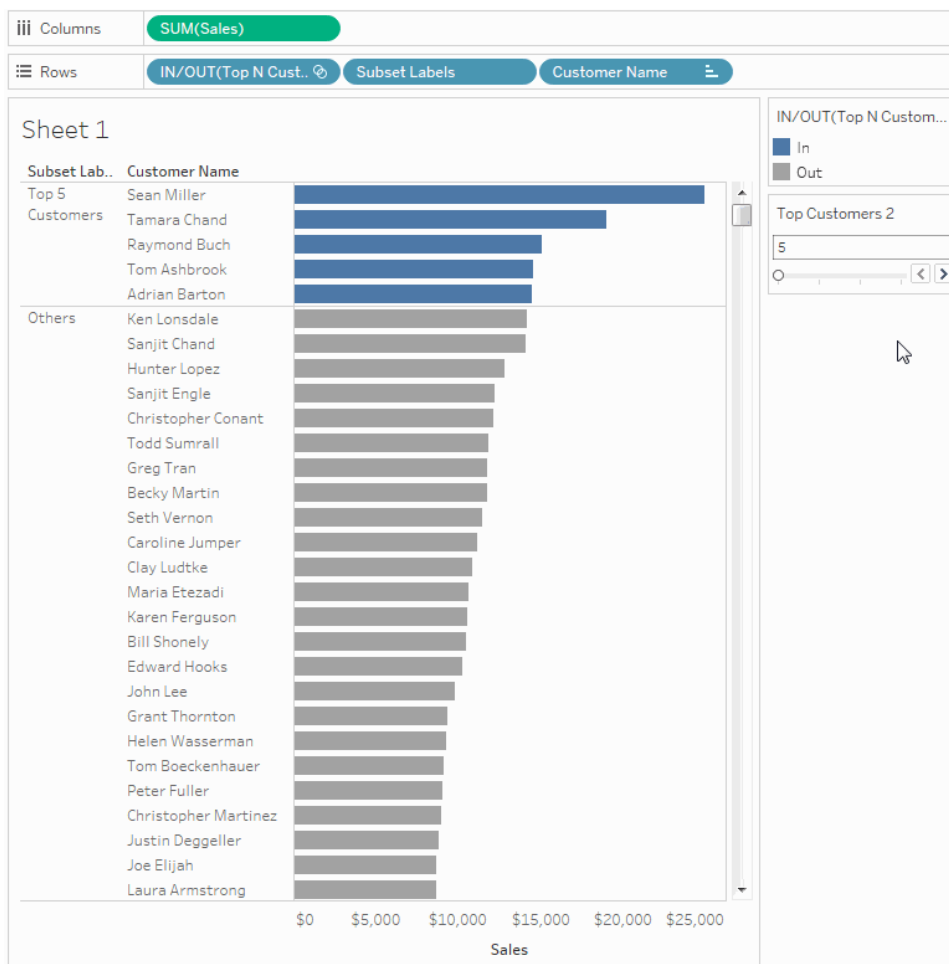 Columns SUM(Sales)
Rows IN/OUT(Top N Cust.. Subset Labels Customer Name
Sheet 1
Subset Lab.. Customer Name
Top 5 Customers
Sean Miller
Tamara Chand
Raymond Buch
Tom Ashbrook
Adrian Barton
Others
Ken Lonsdale
Sanjit Chand
Hunter Lopez
Sanjit Engle
Christopher Conant
Todd Sumrall
Greg Tran
Becky Martin
Seth Vernon
Caroline Jumper
Clay Ludtke
Maria Etezadi
Karen Ferguson
Bill Shonely
Edward Hooks
John Lee
Grant Thornton
Helen Wasserman
Tom Boeckenhauer
Peter Fuller
Christopher Martinez
Justin Deggeller
Joe Elijah
Laura Armstrong
$0 $5,000 $10,000 $15,000 $20,000 $25,000
Sales
IN/OUT(Top N Custom...
In
Out
Top Customers 2
5